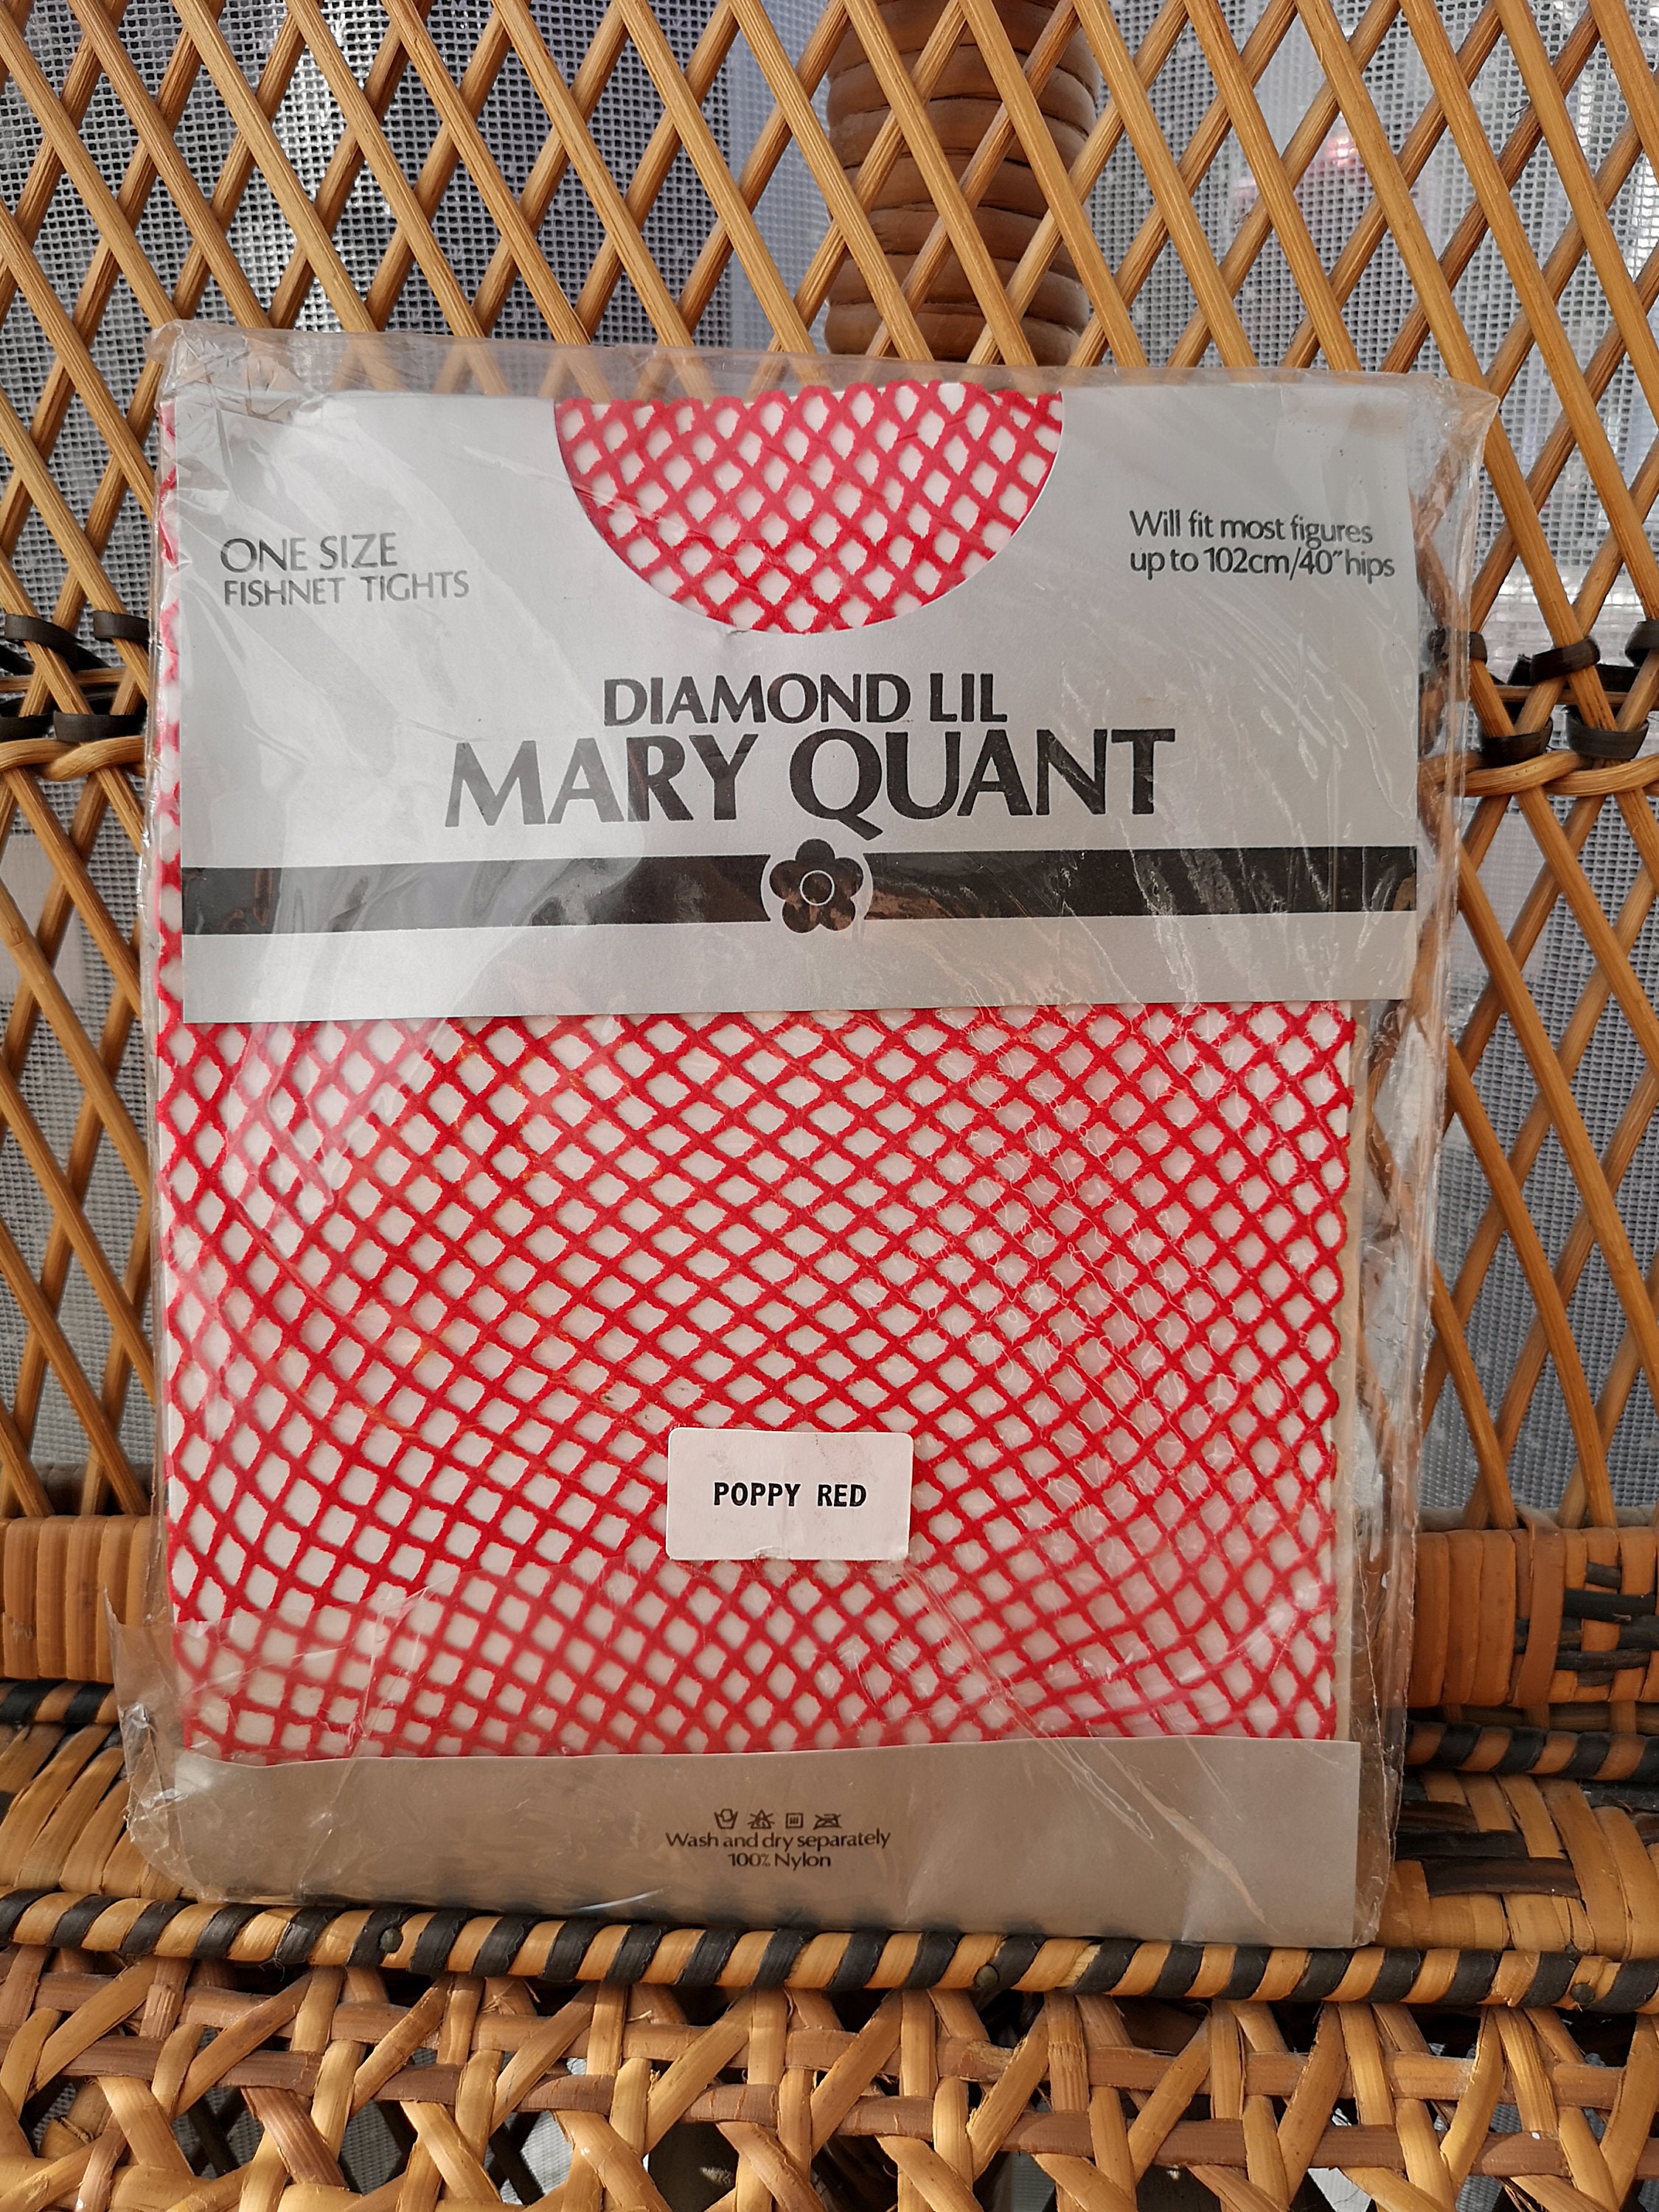 ONE SIZE
FISHNET TIGHTS
Will fit most figures
up to 102cm/40″hips
DIAMOND LIL
MARY QUANT
POPPY RED
Wash and dry separately
100% Nylon